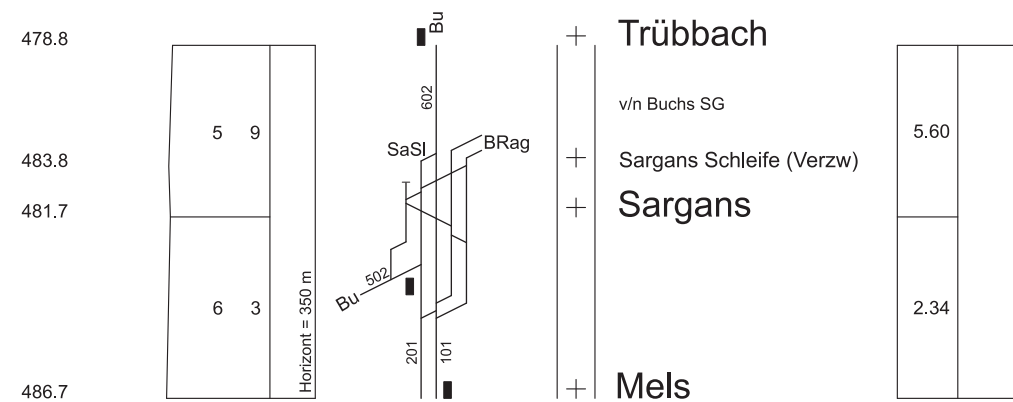 478.8 Bu Trübbach
602 v/n Buchs SG
5 9 5.60
SaSl BRag
483.8 Sargans Schleife (Verzw)
481.7 Sargans
502
Bu
6 3 Horizont = 350 m 2.34
201 101
486.7 Mels